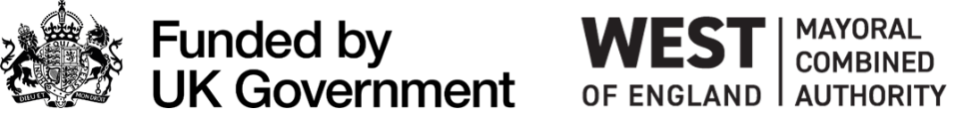 Funded by
UK Government
DIEU ET MON DROIT
WEST
OF ENGLAND
MAYORAL
COMBINED
AUTHORITY